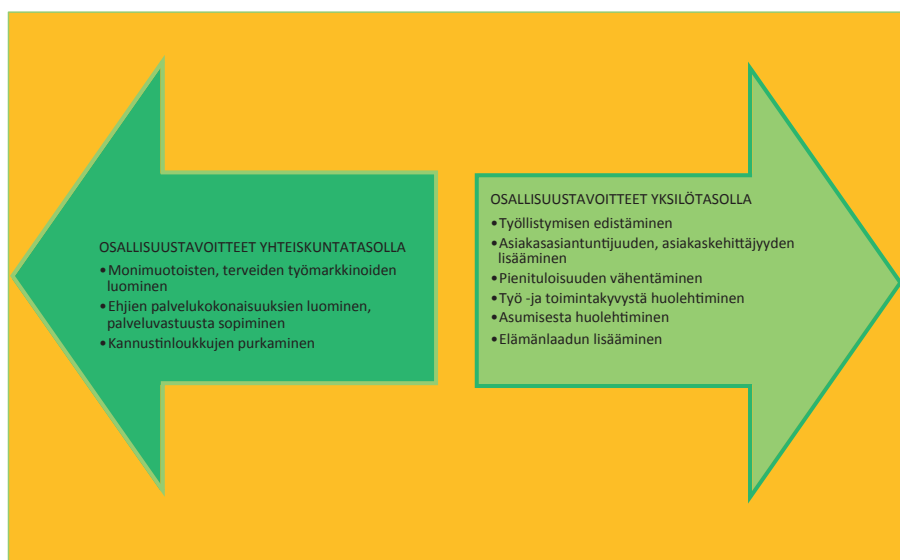 OSALLISUUSTAVOITTEET YHTEISKUNTATASOLLA
•Monimuotoisten, terveiden työmarkkinoiden
luominen
•Ehjien palvelukokonaisuuksien luominen,
palveluvastuusta sopiminen
•Kannustinloukkujen purkaminen
OSALLISUUSTAVOITTEET YKSILÖTASOLLA
•Työllistymisen edistäminen
•Asiakasasiantuntijuuden, asiakaskehittäjyyden
lisääminen
•Pienituloisuuden vähentäminen
•Työ -ja toimintakyvystä huolehtiminen
•Asumisesta huolehtiminen
•Elämänlaadun lisääminen